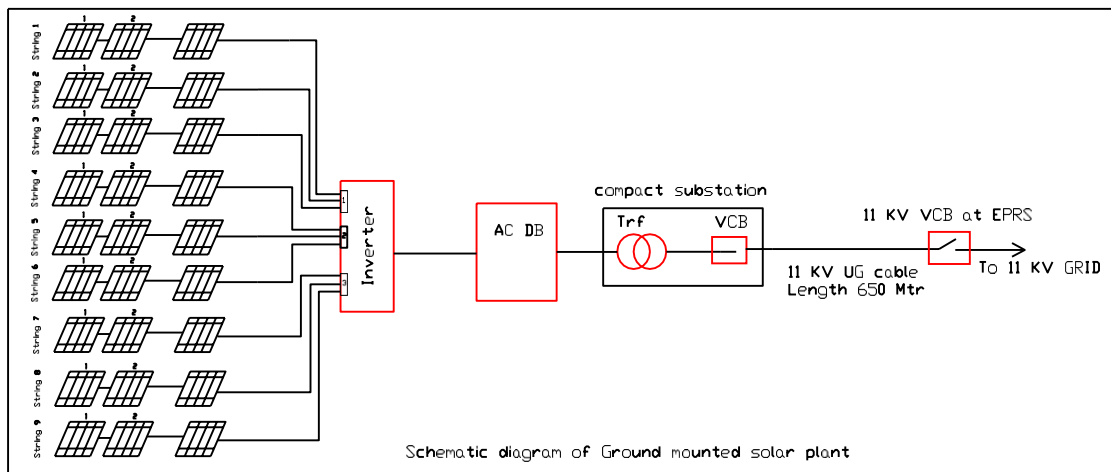 String 1
1 2
String 2
1 2
String 3
1 2
String 4
1 2
String 5
1 2
String 6
1 2
String 7
1 2
String 8
1 2
String 9
1 2
1
2
3
Inverter
AC DB
compact substation
Trf
VCB
11 KV UG cable
Length 650 Mtr
11 KV VCB at EPRS
To 11 KV GRID
Schematic diagram of Ground mounted solar plant